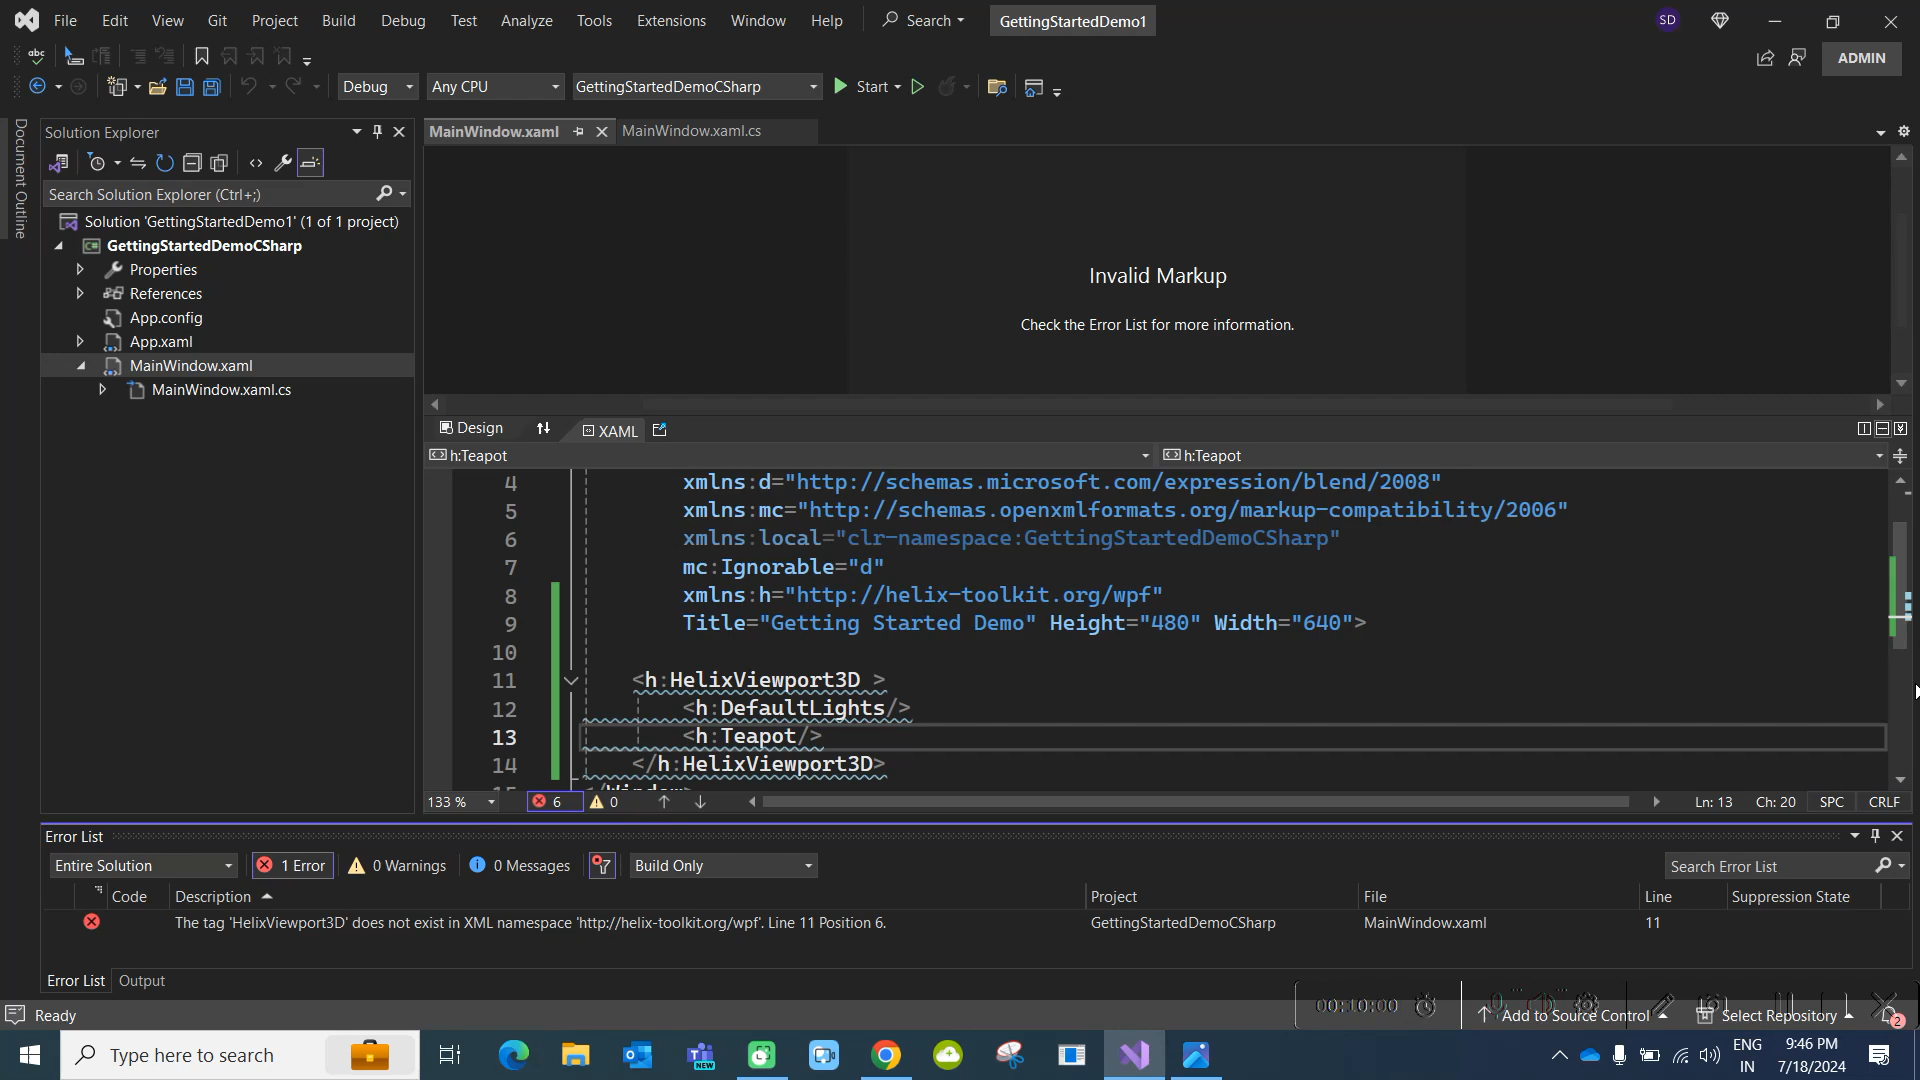 File Edit View Git Project Build Debug Test Analyze Tools Extensions Window Help Search GettingStartedDemo1 SD
abc ADMIN
Debug Any CPU GettingStartedDemoCSharp Start
Document Outline
Solution Explorer
Search Solution Explorer (Ctrl+;)
Solution 'GettingStartedDemo1' (1 of 1 project)
GettingStartedDemoCSharp
Properties
References
App.config
App.xaml
MainWindow.xaml
MainWindow.xaml.cs
MainWindow.xaml MainWindow.xaml.cs
Invalid Markup
Check the Error List for more information.
Design XAML
h:Teapot h:Teapot
4 xmlns:d="http://schemas.microsoft.com/expression/blend/2008"
5 xmlns:mc="http://schemas.openxmlformats.org/markup-compatibility/2006"
6 xmlns:local="clr-namespace:GettingStartedDemoCSharp"
7 mc:Ignorable="d"
8 xmlns:h="http://helix-toolkit.org/wpf"
9 Title="Getting Started Demo" Height="480" Width="640">
10
11 <h:HelixViewport3D >
12 <h:DefaultLights/>
13 <h:Teapot/>
14 </h:HelixViewport3D>
15 </Window>
133 % 6 0 Ln: 13 Ch: 20 SPC CRLF
Error List
Entire Solution 1 Error 0 Warnings 0 Messages Build Only Search Error List
Code Description Project File Line Suppression State
The tag 'HelixViewport3D' does not exist in XML namespace 'http://helix-toolkit.org/wpf'. Line 11 Position 6. GettingStartedDemoCSharp MainWindow.xaml 11
Error List Output
00:10:00
Ready Add to Source Control Select Repository 2
Type here to search NEW ENG IN 9:46 PM 7/18/2024